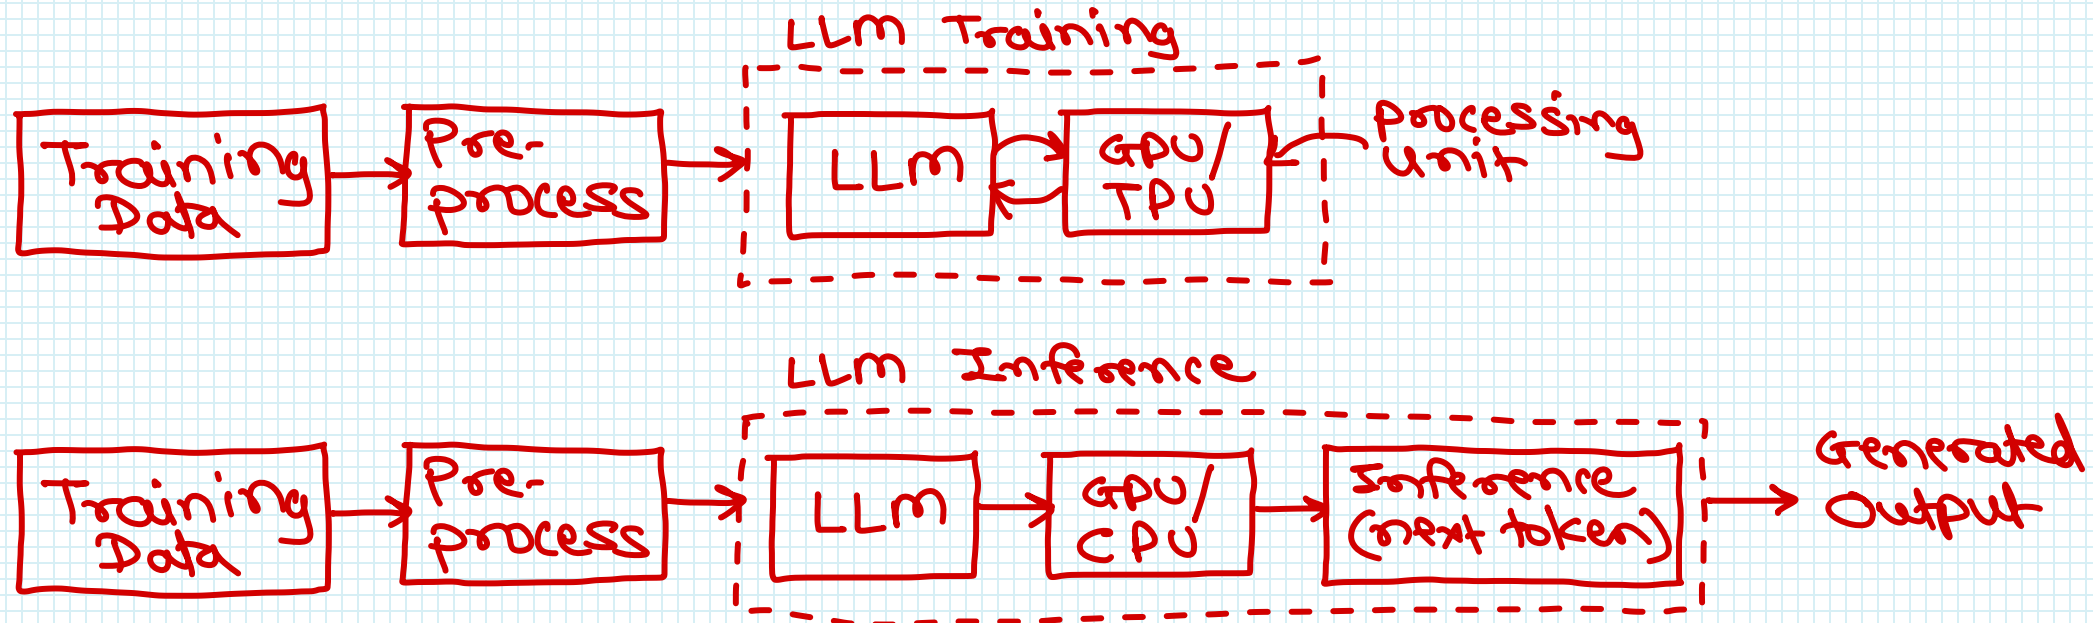 LLM Training
Training
Data
Pre-
process
LLM
GPU/
TPU
processing
unit
LLM Inference
Training
Data
Pre-
process
LLM
GPU/
CPU
Inference
(next token)
Generated
Output